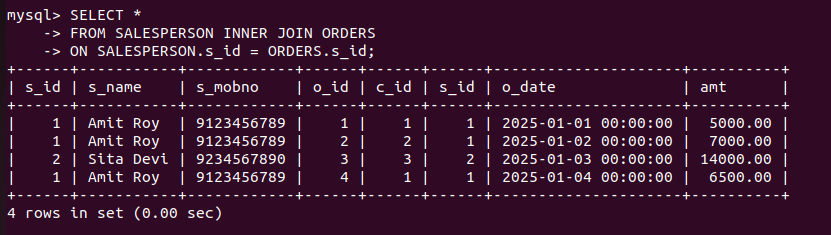 mysql> SELECT *
    -> FROM SALESPERSON INNER JOIN ORDERS
    -> ON SALESPERSON.s_id = ORDERS.s_id;
+------+-----------+------------+------+------+------+---------------------+----------+
| s_id | s_name    | s_mobno    | o_id | c_id | s_id | o_date              | amt      |
+------+-----------+------------+------+------+------+---------------------+----------+
|    1 | Amit Roy  | 9123456789 |    1 |    1 |    1 | 2025-01-01 00:00:00 |  5000.00 |
|    1 | Amit Roy  | 9123456789 |    2 |    2 |    1 | 2025-01-02 00:00:00 |  7000.00 |
|    2 | Sita Devi | 9234567890 |    3 |    3 |    2 | 2025-01-03 00:00:00 | 14000.00 |
|    1 | Amit Roy  | 9123456789 |    4 |    1 |    1 | 2025-01-04 00:00:00 |  6500.00 |
+------+-----------+------------+------+------+------+---------------------+----------+
4 rows in set (0.00 sec)